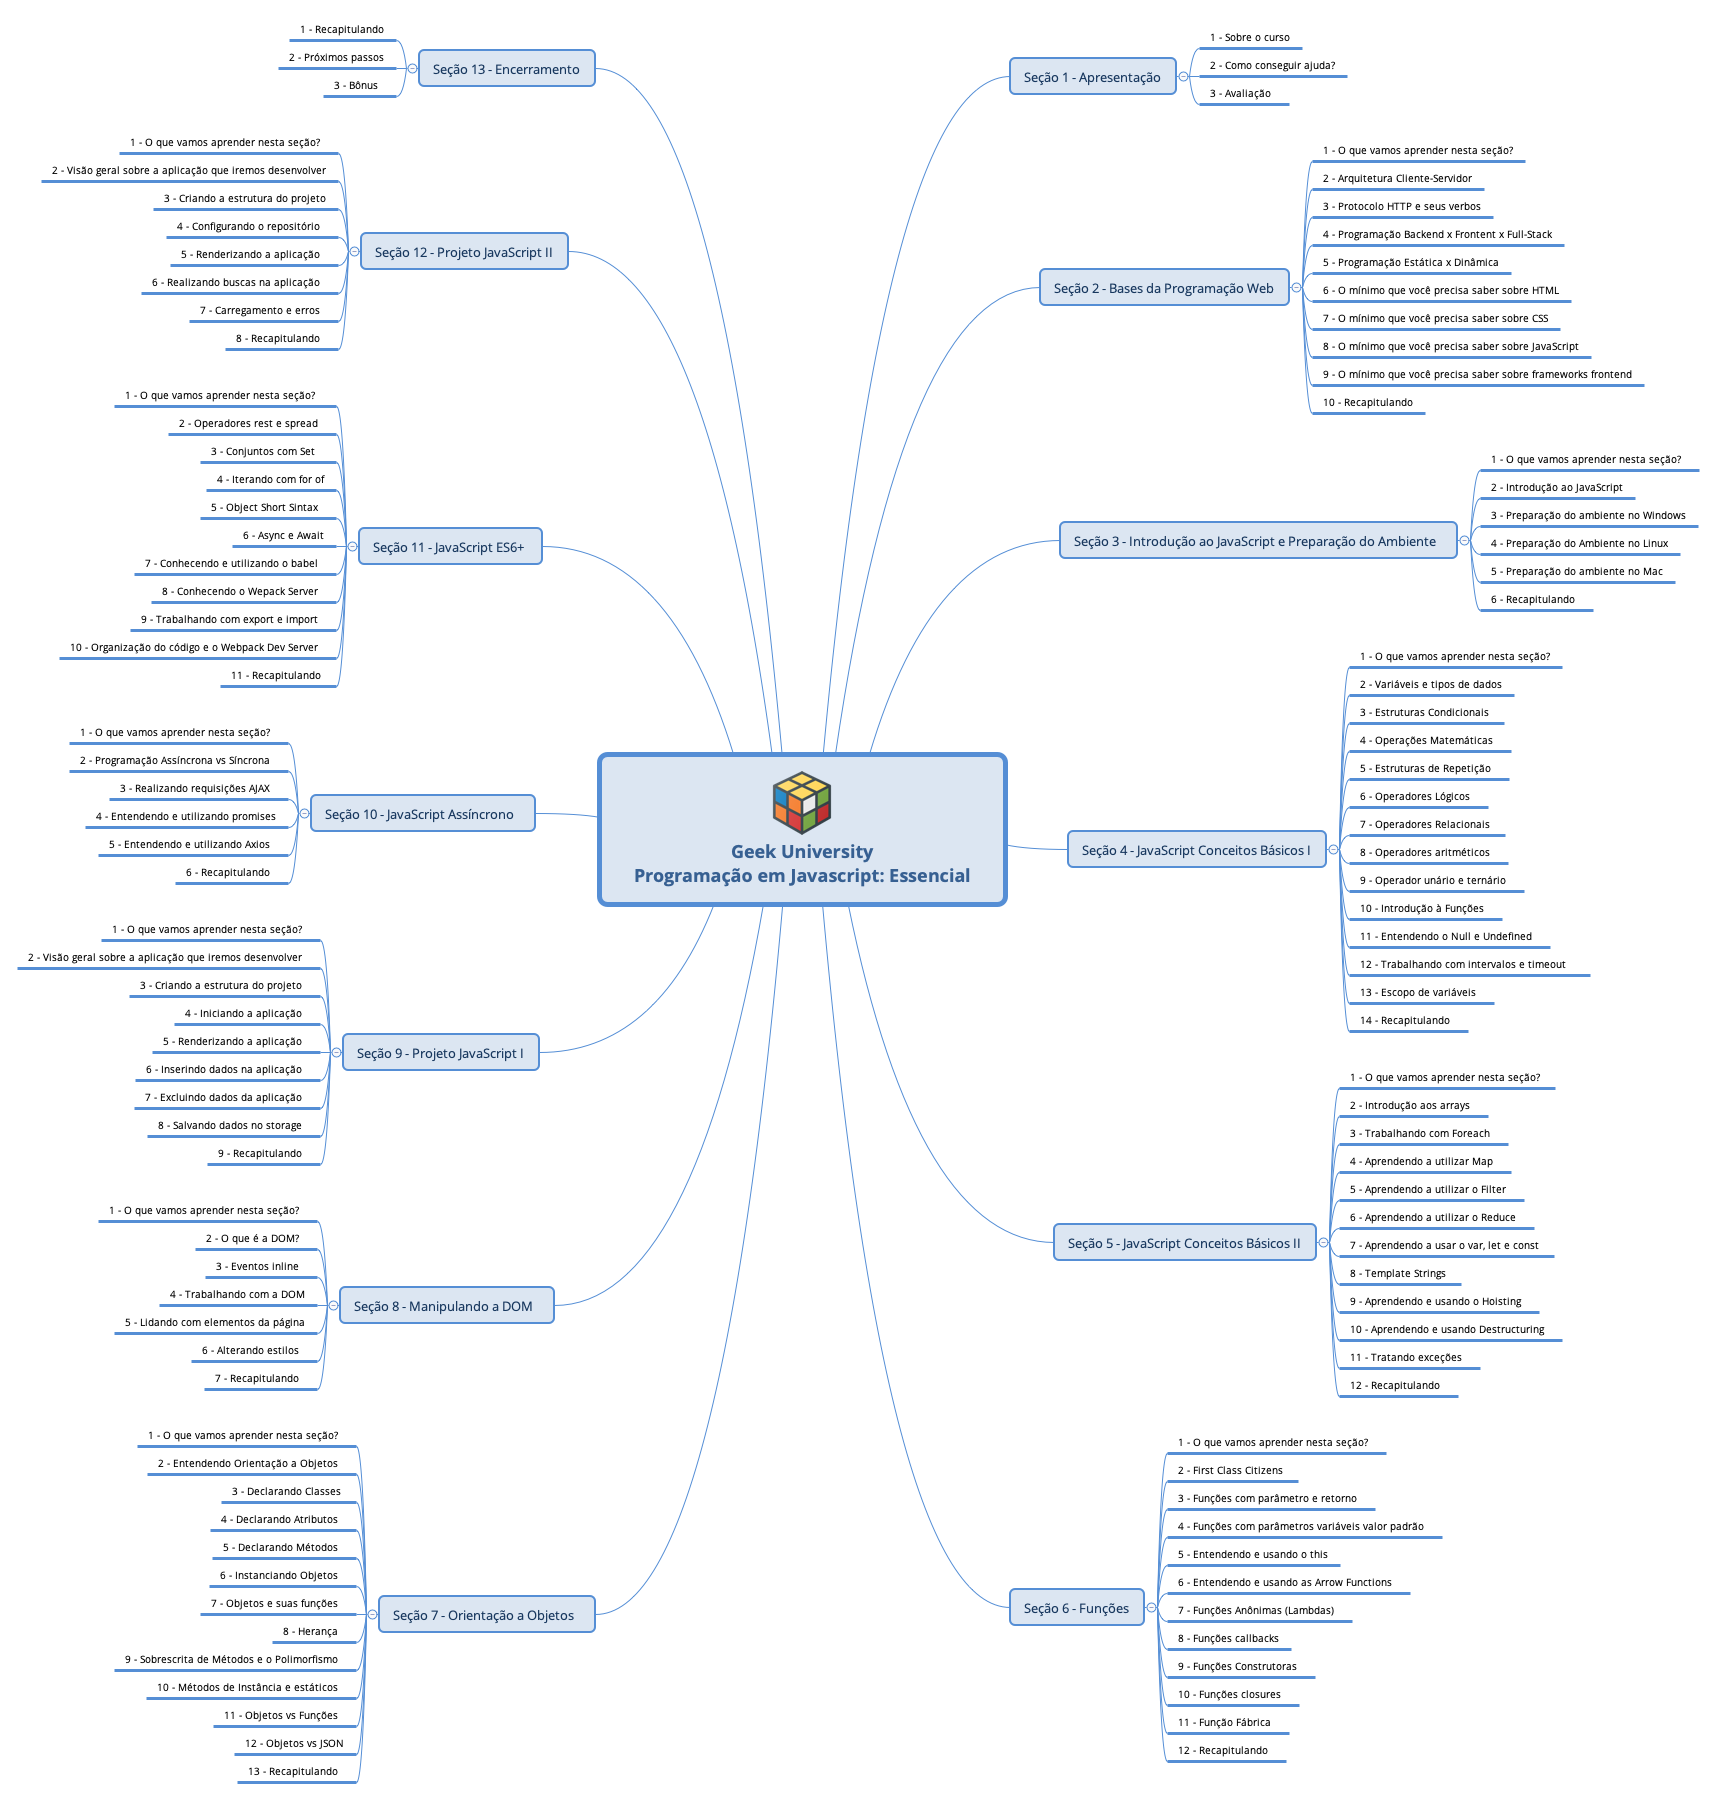 Geek University
Programação em Javascript: Essencial
Seção 1 - Apresentação
1 - Sobre o curso
2 - Como conseguir ajuda?
3 - Avaliação
Seção 2 - Bases da Programação Web
1 - O que vamos aprender nesta seção?
2 - Arquitetura Cliente-Servidor
3 - Protocolo HTTP e seus verbos
4 - Programação Backend x Frontent x Full-Stack
5 - Programação Estática x Dinâmica
6 - O mínimo que você precisa saber sobre HTML
7 - O mínimo que você precisa saber sobre CSS
8 - O mínimo que você precisa saber sobre JavaScript
9 - O mínimo que você precisa saber sobre frameworks frontend
10 - Recapitulando
Seção 3 - Introdução ao JavaScript e Preparação do Ambiente
1 - O que vamos aprender nesta seção?
2 - Introdução ao JavaScript
3 - Preparação do ambiente no Windows
4 - Preparação do Ambiente no Linux
5 - Preparação do ambiente no Mac
6 - Recapitulando
Seção 4 - JavaScript Conceitos Básicos I
1 - O que vamos aprender nesta seção?
2 - Variáveis e tipos de dados
3 - Estruturas Condicionais
4 - Operações Matemáticas
5 - Estruturas de Repetição
6 - Operadores Lógicos
7 - Operadores Relacionais
8 - Operadores aritméticos
9 - Operador unário e ternário
10 - Introdução à Funções
11 - Entendendo o Null e Undefined
12 - Trabalhando com intervalos e timeout
13 - Escopo de variáveis
14 - Recapitulando
Seção 5 - JavaScript Conceitos Básicos II
1 - O que vamos aprender nesta seção?
2 - Introdução aos arrays
3 - Trabalhando com Foreach
4 - Aprendendo a utilizar Map
5 - Aprendendo a utilizar o Filter
6 - Aprendendo a utilizar o Reduce
7 - Aprendendo a usar o var, let e const
8 - Template Strings
9 - Aprendendo e usando o Hoisting
10 - Aprendendo e usando Destructuring
11 - Tratando exceções
12 - Recapitulando
Seção 6 - Funções
1 - O que vamos aprender nesta seção?
2 - First Class Citizens
3 - Funções com parâmetro e retorno
4 - Funções com parâmetros variáveis valor padrão
5 - Entendendo e usando o this
6 - Entendendo e usando as Arrow Functions
7 - Funções Anônimas (Lambdas)
8 - Funções callbacks
9 - Funções Construtoras
10 - Funções closures
11 - Função Fábrica
12 - Recapitulando
Seção 7 - Orientação a Objetos
1 - O que vamos aprender nesta seção?
2 - Entendendo Orientação a Objetos
3 - Declarando Classes
4 - Declarando Atributos
5 - Declarando Métodos
6 - Instanciando Objetos
7 - Objetos e suas funções
8 - Herança
9 - Sobrescrita de Métodos e o Polimorfismo
10 - Métodos de Instância e estáticos
11 - Objetos vs Funções
12 - Objetos vs JSON
13 - Recapitulando
Seção 8 - Manipulando a DOM
1 - O que vamos aprender nesta seção?
2 - O que é a DOM?
3 - Eventos inline
4 - Trabalhando com a DOM
5 - Lidando com elementos da página
6 - Alterando estilos
7 - Recapitulando
Seção 9 - Projeto JavaScript I
1 - O que vamos aprender nesta seção?
2 - Visão geral sobre a aplicação que iremos desenvolver
3 - Criando a estrutura do projeto
4 - Iniciando a aplicação
5 - Renderizando a aplicação
6 - Inserindo dados na aplicação
7 - Excluindo dados da aplicação
8 - Salvando dados no storage
9 - Recapitulando
Seção 10 - JavaScript Assíncrono
1 - O que vamos aprender nesta seção?
2 - Programação Assíncrona vs Síncrona
3 - Realizando requisições AJAX
4 - Entendendo e utilizando promises
5 - Entendendo e utilizando Axios
6 - Recapitulando
Seção 11 - JavaScript ES6+
1 - O que vamos aprender nesta seção?
2 - Operadores rest e spread
3 - Conjuntos com Set
4 - Iterando com for of
5 - Object Short Sintax
6 - Async e Await
7 - Conhecendo e utilizando o babel
8 - Conhecendo o Wepack Server
9 - Trabalhando com export e import
10 - Organização do código e o Webpack Dev Server
11 - Recapitulando
Seção 12 - Projeto JavaScript II
1 - O que vamos aprender nesta seção?
2 - Visão geral sobre a aplicação que iremos desenvolver
3 - Criando a estrutura do projeto
4 - Configurando o repositório
5 - Renderizando a aplicação
6 - Realizando buscas na aplicação
7 - Carregamento e erros
8 - Recapitulando
Seção 13 - Encerramento
1 - Recapitulando
2 - Próximos passos
3 - Bônus